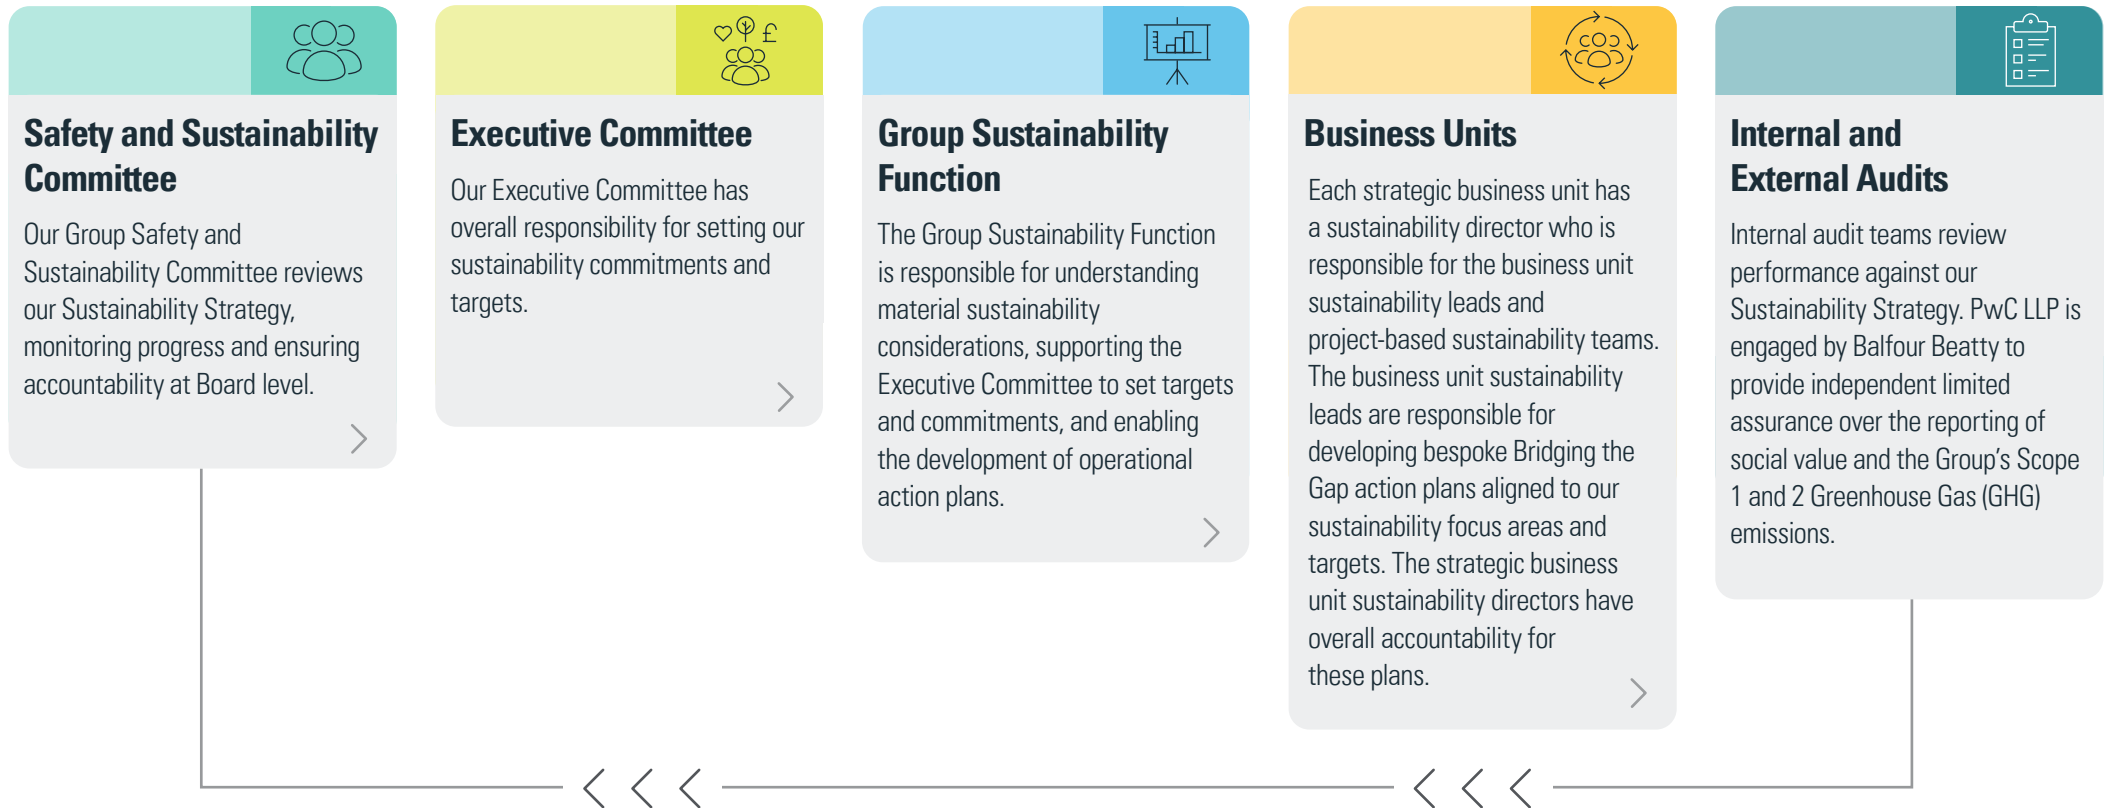 Safety and Sustainability
Committee
Our Group Safety and
Sustainability Committee reviews
our Sustainability Strategy,
monitoring progress and ensuring
accountability at Board level.
Executive Committee
Our Executive Committee has
overall responsibility for setting our
sustainability commitments and
targets.
Group Sustainability
Function
The Group Sustainability Function
is responsible for understanding
material sustainability
considerations, supporting the
Executive Committee to set targets
and commitments, and enabling
the development of operational
action plans.
Business Units
Each strategic business unit has
a sustainability director who is
responsible for the business unit
sustainability leads and
project-based sustainability teams.
The business unit sustainability
leads are responsible for
developing bespoke Bridging the
Gap action plans aligned to our
sustainability focus areas and
targets. The strategic business
unit sustainability directors have
overall accountability for
these plans.
Internal and
External Audits
Internal audit teams review
performance against our
Sustainability Strategy. PwC LLP is
engaged by Balfour Beatty to
provide independent limited
assurance over the reporting of
social value and the Group’s Scope
1 and 2 Greenhouse Gas (GHG)
emissions.